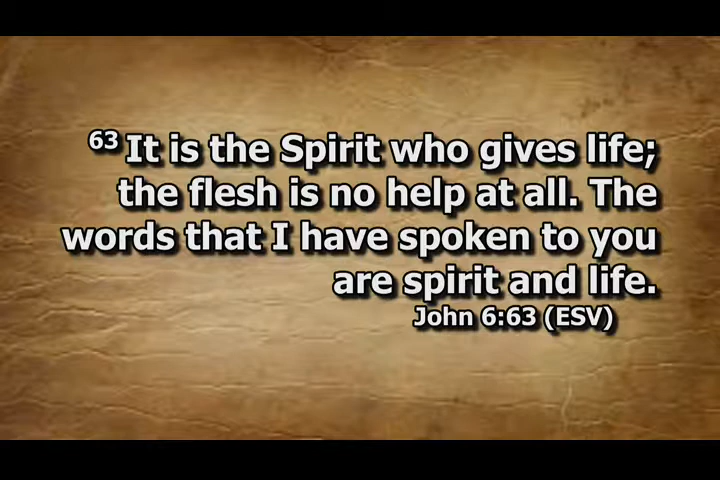 63 It is the Spirit who gives life;
the flesh is no help at all. The
words that I have spoken to you
are spirit and life.
John 6:63 (ESV)